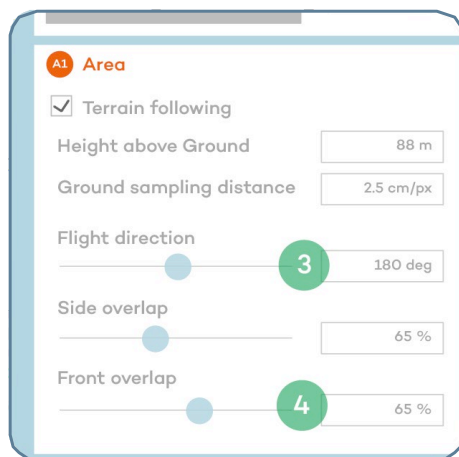 A1 Area
Terrain following
Height above Ground 88 m
Ground sampling distance 2.5 cm/px
Flight direction
3 180 deg
Side overlap
65 %
Front overlap
4 65 %